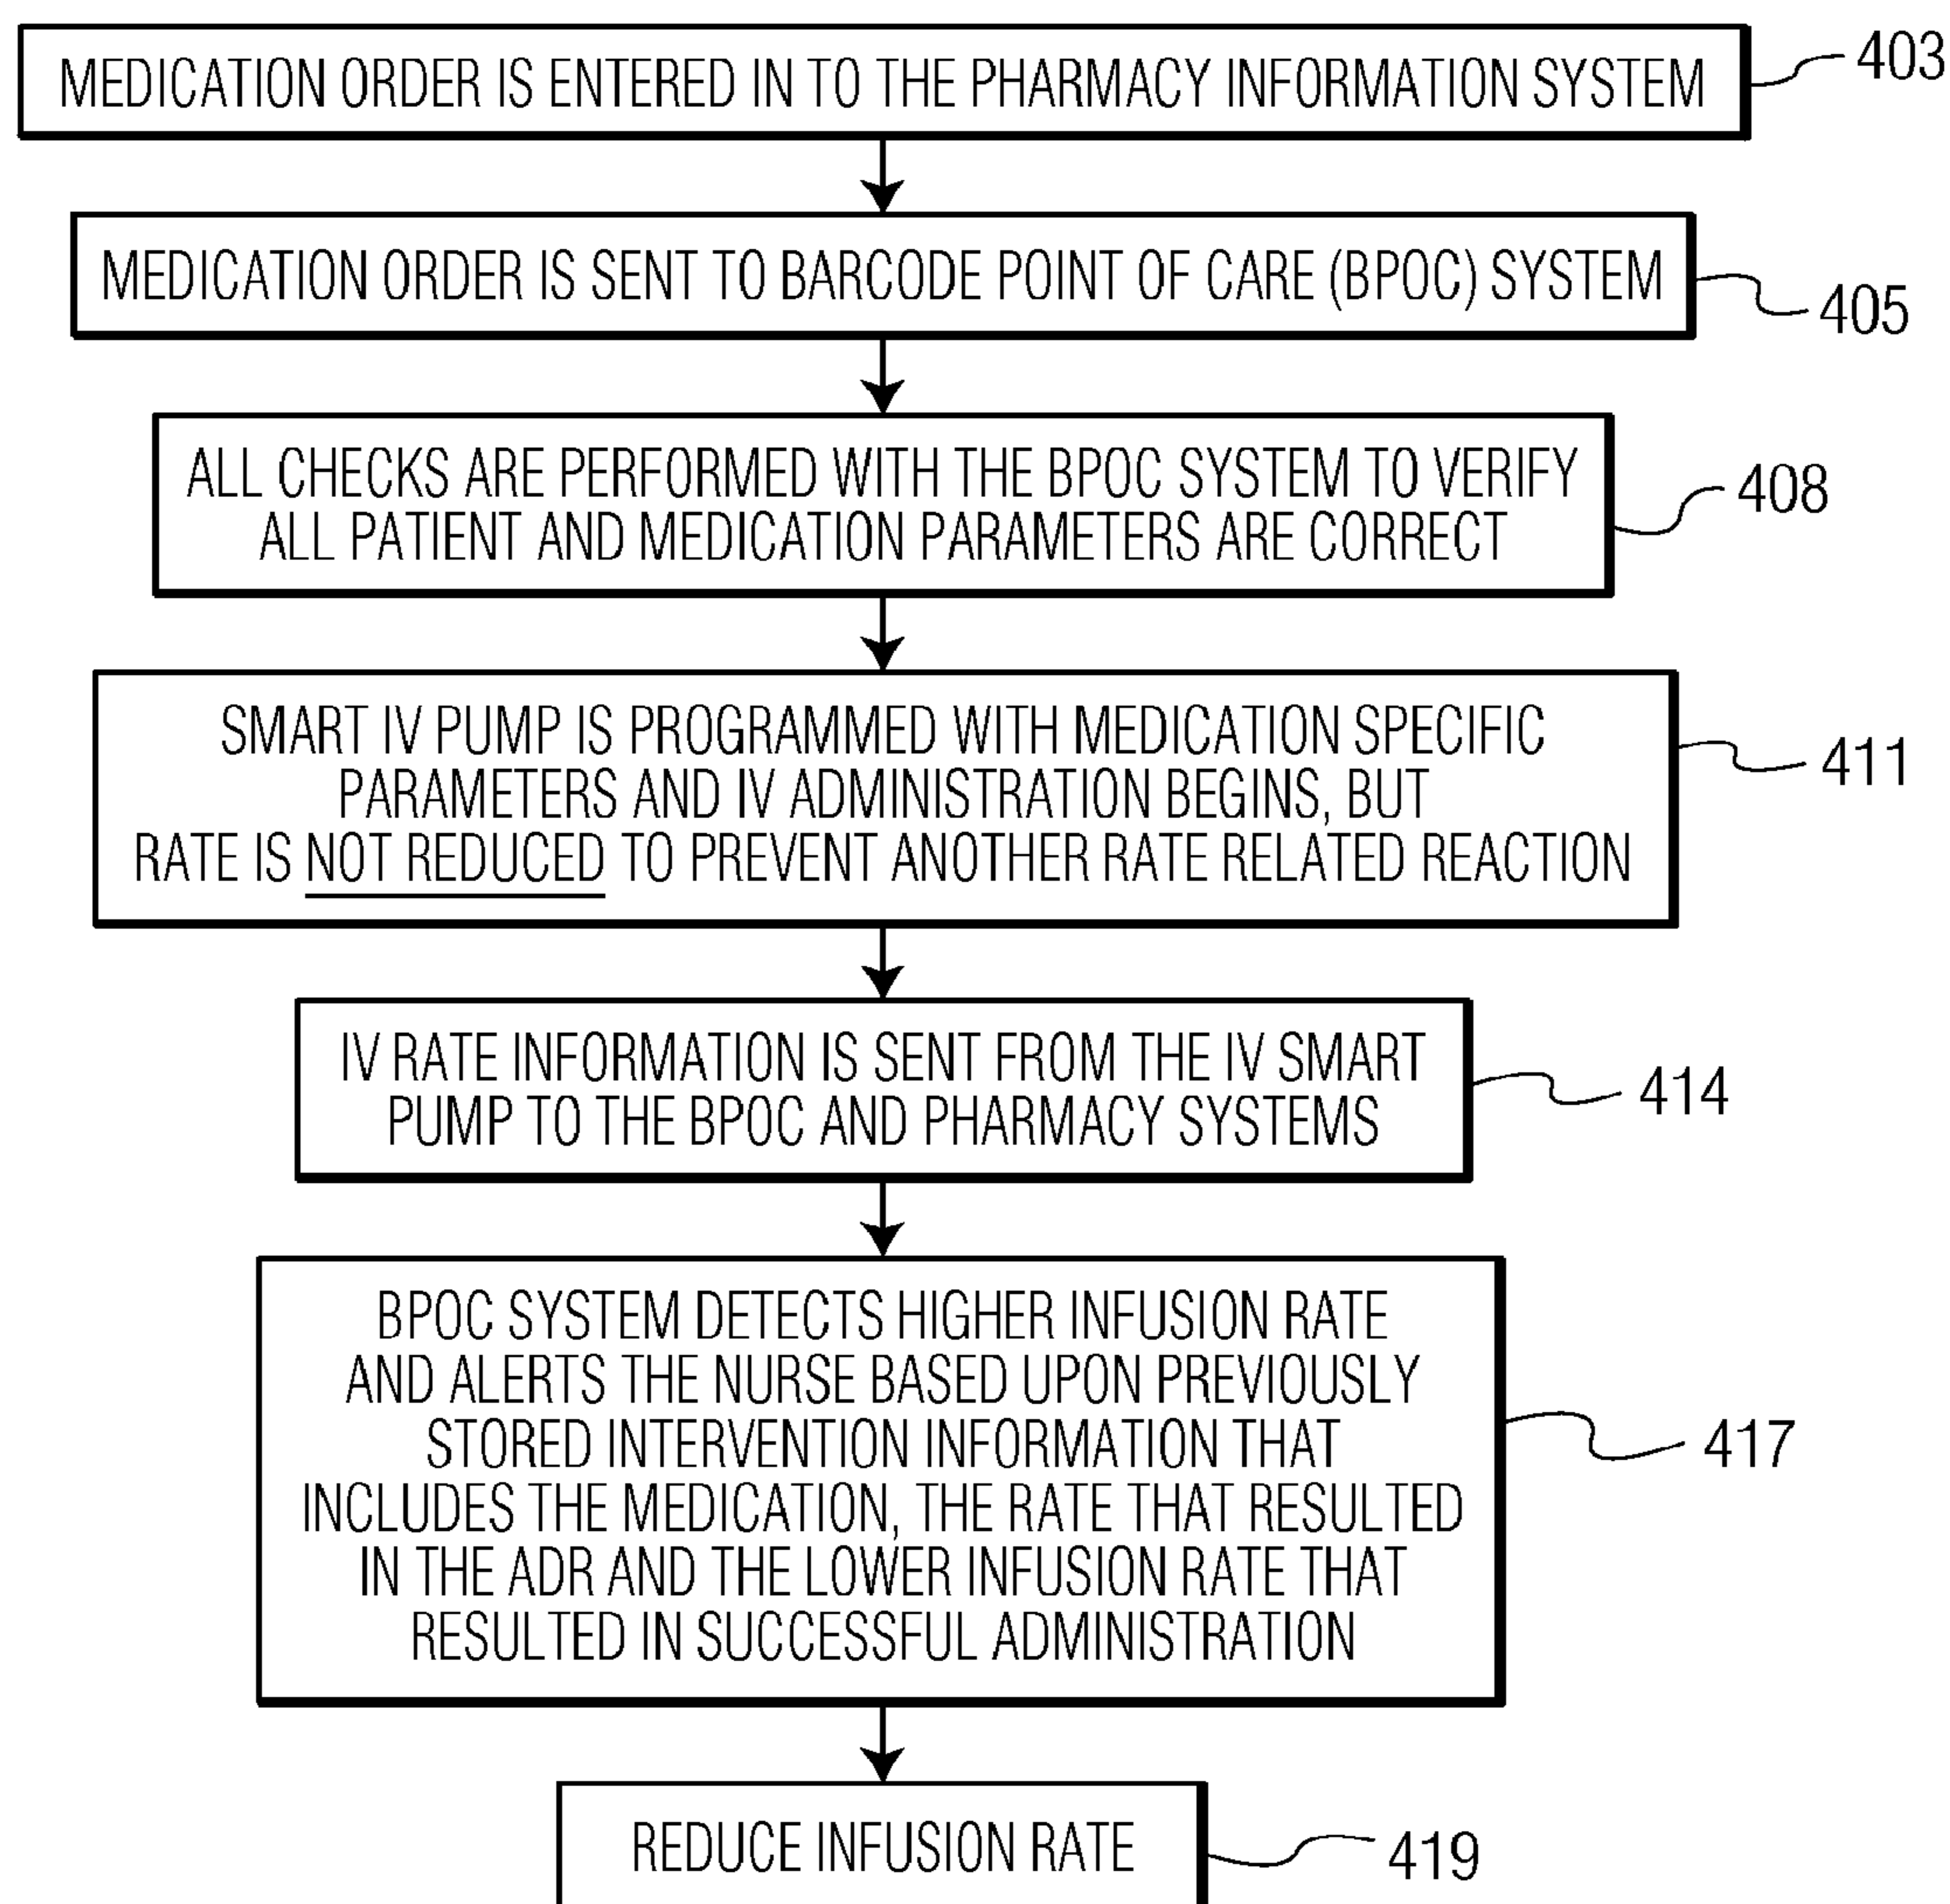 MEDICATION ORDER IS ENTERED IN TO THE PHARMACY INFORMATION SYSTEM
403
MEDICATION ORDER IS SENT TO BARCODE POINT OF CARE (BPOC) SYSTEM
405
ALL CHECKS ARE PERFORMED WITH THE BPOC SYSTEM TO VERIFY
ALL PATIENT AND MEDICATION PARAMETERS ARE CORRECT
408
SMART IV PUMP IS PROGRAMMED WITH MEDICATION SPECIFIC
PARAMETERS AND IV ADMINISTRATION BEGINS, BUT
RATE IS NOT REDUCED TO PREVENT ANOTHER RATE RELATED REACTION
411
IV RATE INFORMATION IS SENT FROM THE IV SMART
PUMP TO THE BPOC AND PHARMACY SYSTEMS
414
BPOC SYSTEM DETECTS HIGHER INFUSION RATE
AND ALERTS THE NURSE BASED UPON PREVIOUSLY
STORED INTERVENTION INFORMATION THAT
INCLUDES THE MEDICATION, THE RATE THAT RESULTED
IN THE ADR AND THE LOWER INFUSION RATE THAT
RESULTED IN SUCCESSFUL ADMINISTRATION
417
REDUCE INFUSION RATE
419